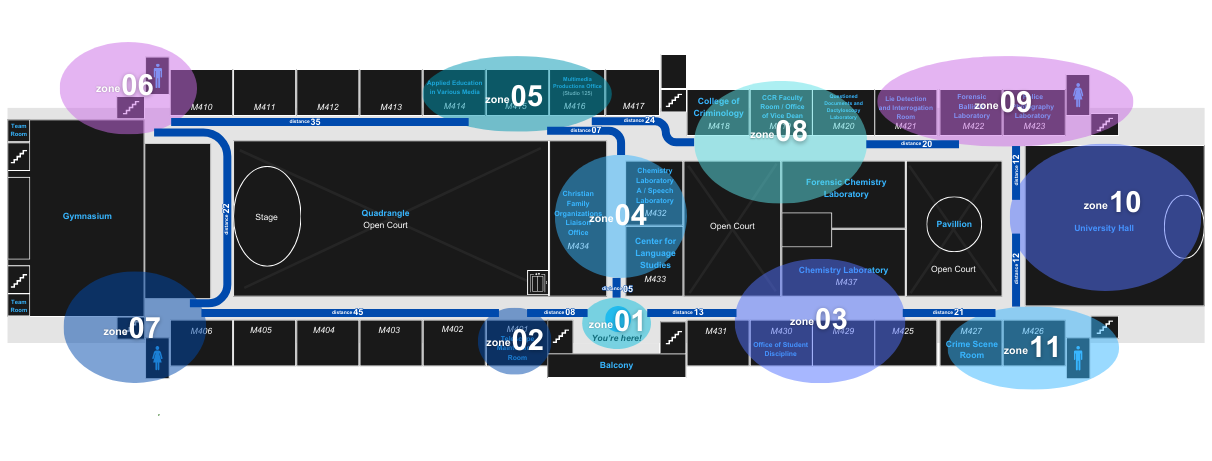 zone 06
M410
M411
M412
M413
Applied Education
in Various Media
M414
zone 05
M415
Multimedia
Productions Office
(Studio 125)
M416
M417
distance 35
distance 07
distance 24
College of
Criminology
M418
CCR Faculty
Room / Office
of Vice Dean
zone 08
Questioned
Documents and
Dactyloscopy
Laboratory
M420
Lie Detection
and Interrogation
Room
M421
Forensic
Laboratory
M422
zone 09
Laboratory
M423
distance 20
distance 12
Team
Room
Gymnasium
distance 22
Stage
Quadrangle
Open Court
Christian
Family
Organizations
Liaison
Office
M434
zone 04
Chemistry
Laboratory
A / Speech
Laboratory
M432
Center for
Language
Studies
M433
Open Court
Forensic Chemistry
Laboratory
Chemistry Laboratory
M437
Pavillion
Open Court
zone 10
University Hall
distance 12
distance 05
Team
Room
zone 07
distance 45
distance 08
zone 01
You're here!
distance 13
distance 21
M406
M405
M404
M403
M402
M401
zone 02
Room
Balcony
M431
M430
Office of Student
Discipline
zone 03
M429
M425
M427
Crime Scene
Room
M426
zone 11